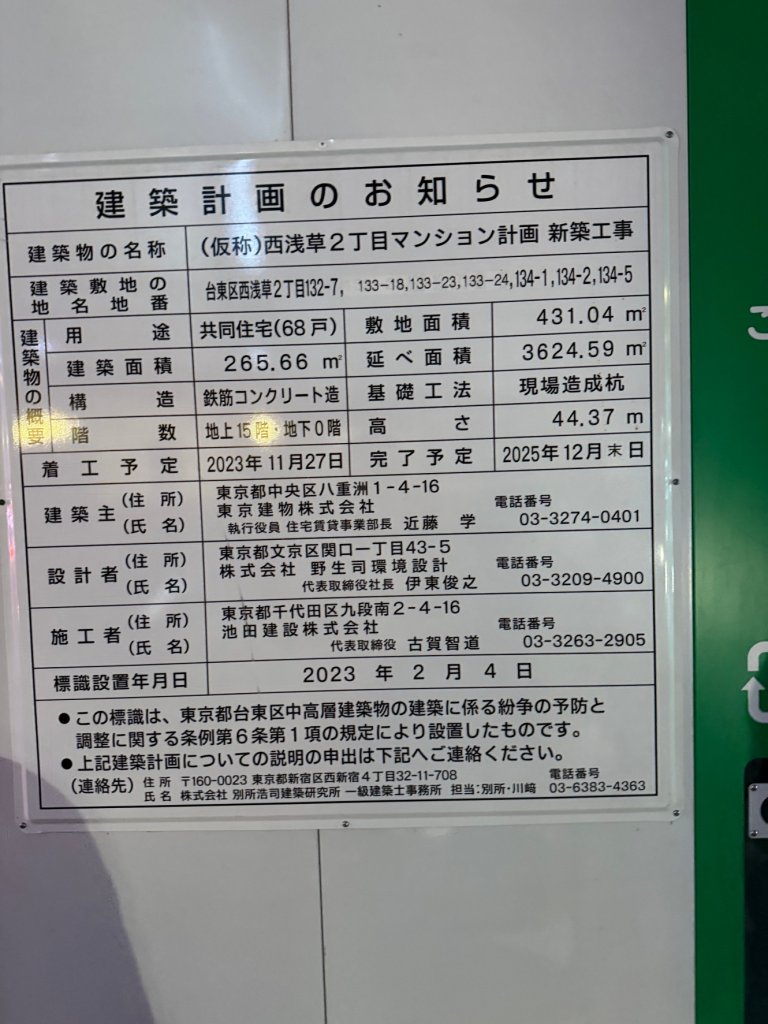 建築計画のお知らせ
建築物の名称 (仮称)西浅草2丁目マンション計画 新築工事
建築敷地の地名地番 台東区西浅草2丁目132-7, 133-18,133-23,133-24,134-1,134-2,134-5
建築物の概要
用途 共同住宅(68戸) 敷地面積 431.04 ㎡
建築面積 265.66 ㎡ 延べ面積 3624.59 ㎡
構造 鉄筋コンクリート造 基礎工法 現場造成杭
階数 地上15階・地下0階 高さ 44.37 m
着工予定 2023年11月27日 完了予定 2025年12月末日
建築主 (住所) 東京都中央区八重洲1-4-16
東京建物株式会社 電話番号
(氏名) 執行役員 住宅賃貸事業部長 近藤 学 03-3274-0401
設計者 (住所) 東京都文京区関口一丁目43-5
株式会社 野生司環境設計 電話番号
(氏名) 代表取締役社長 伊東俊之 03-3209-4900
施工者 (住所) 東京都千代田区九段南2-4-16
池田建設株式会社 電話番号
(氏名) 代表取締役 古賀智道 03-3263-2905
標識設置年月日 2023年2月4日
●この標識は、東京都台東区中高層建築物の建築に係る紛争の予防と
調整に関する条例第6条第1項の規定により設置したものです。
●上記建築計画についての説明の申出は下記へご連絡ください。
(連絡先) 住所 〒160-0023 東京都新宿区西新宿4丁目32-11-708 電話番号
氏名 株式会社 別所浩司建築研究所 一級建築士事務所 担当:別所・川﨑 03-6383-4363